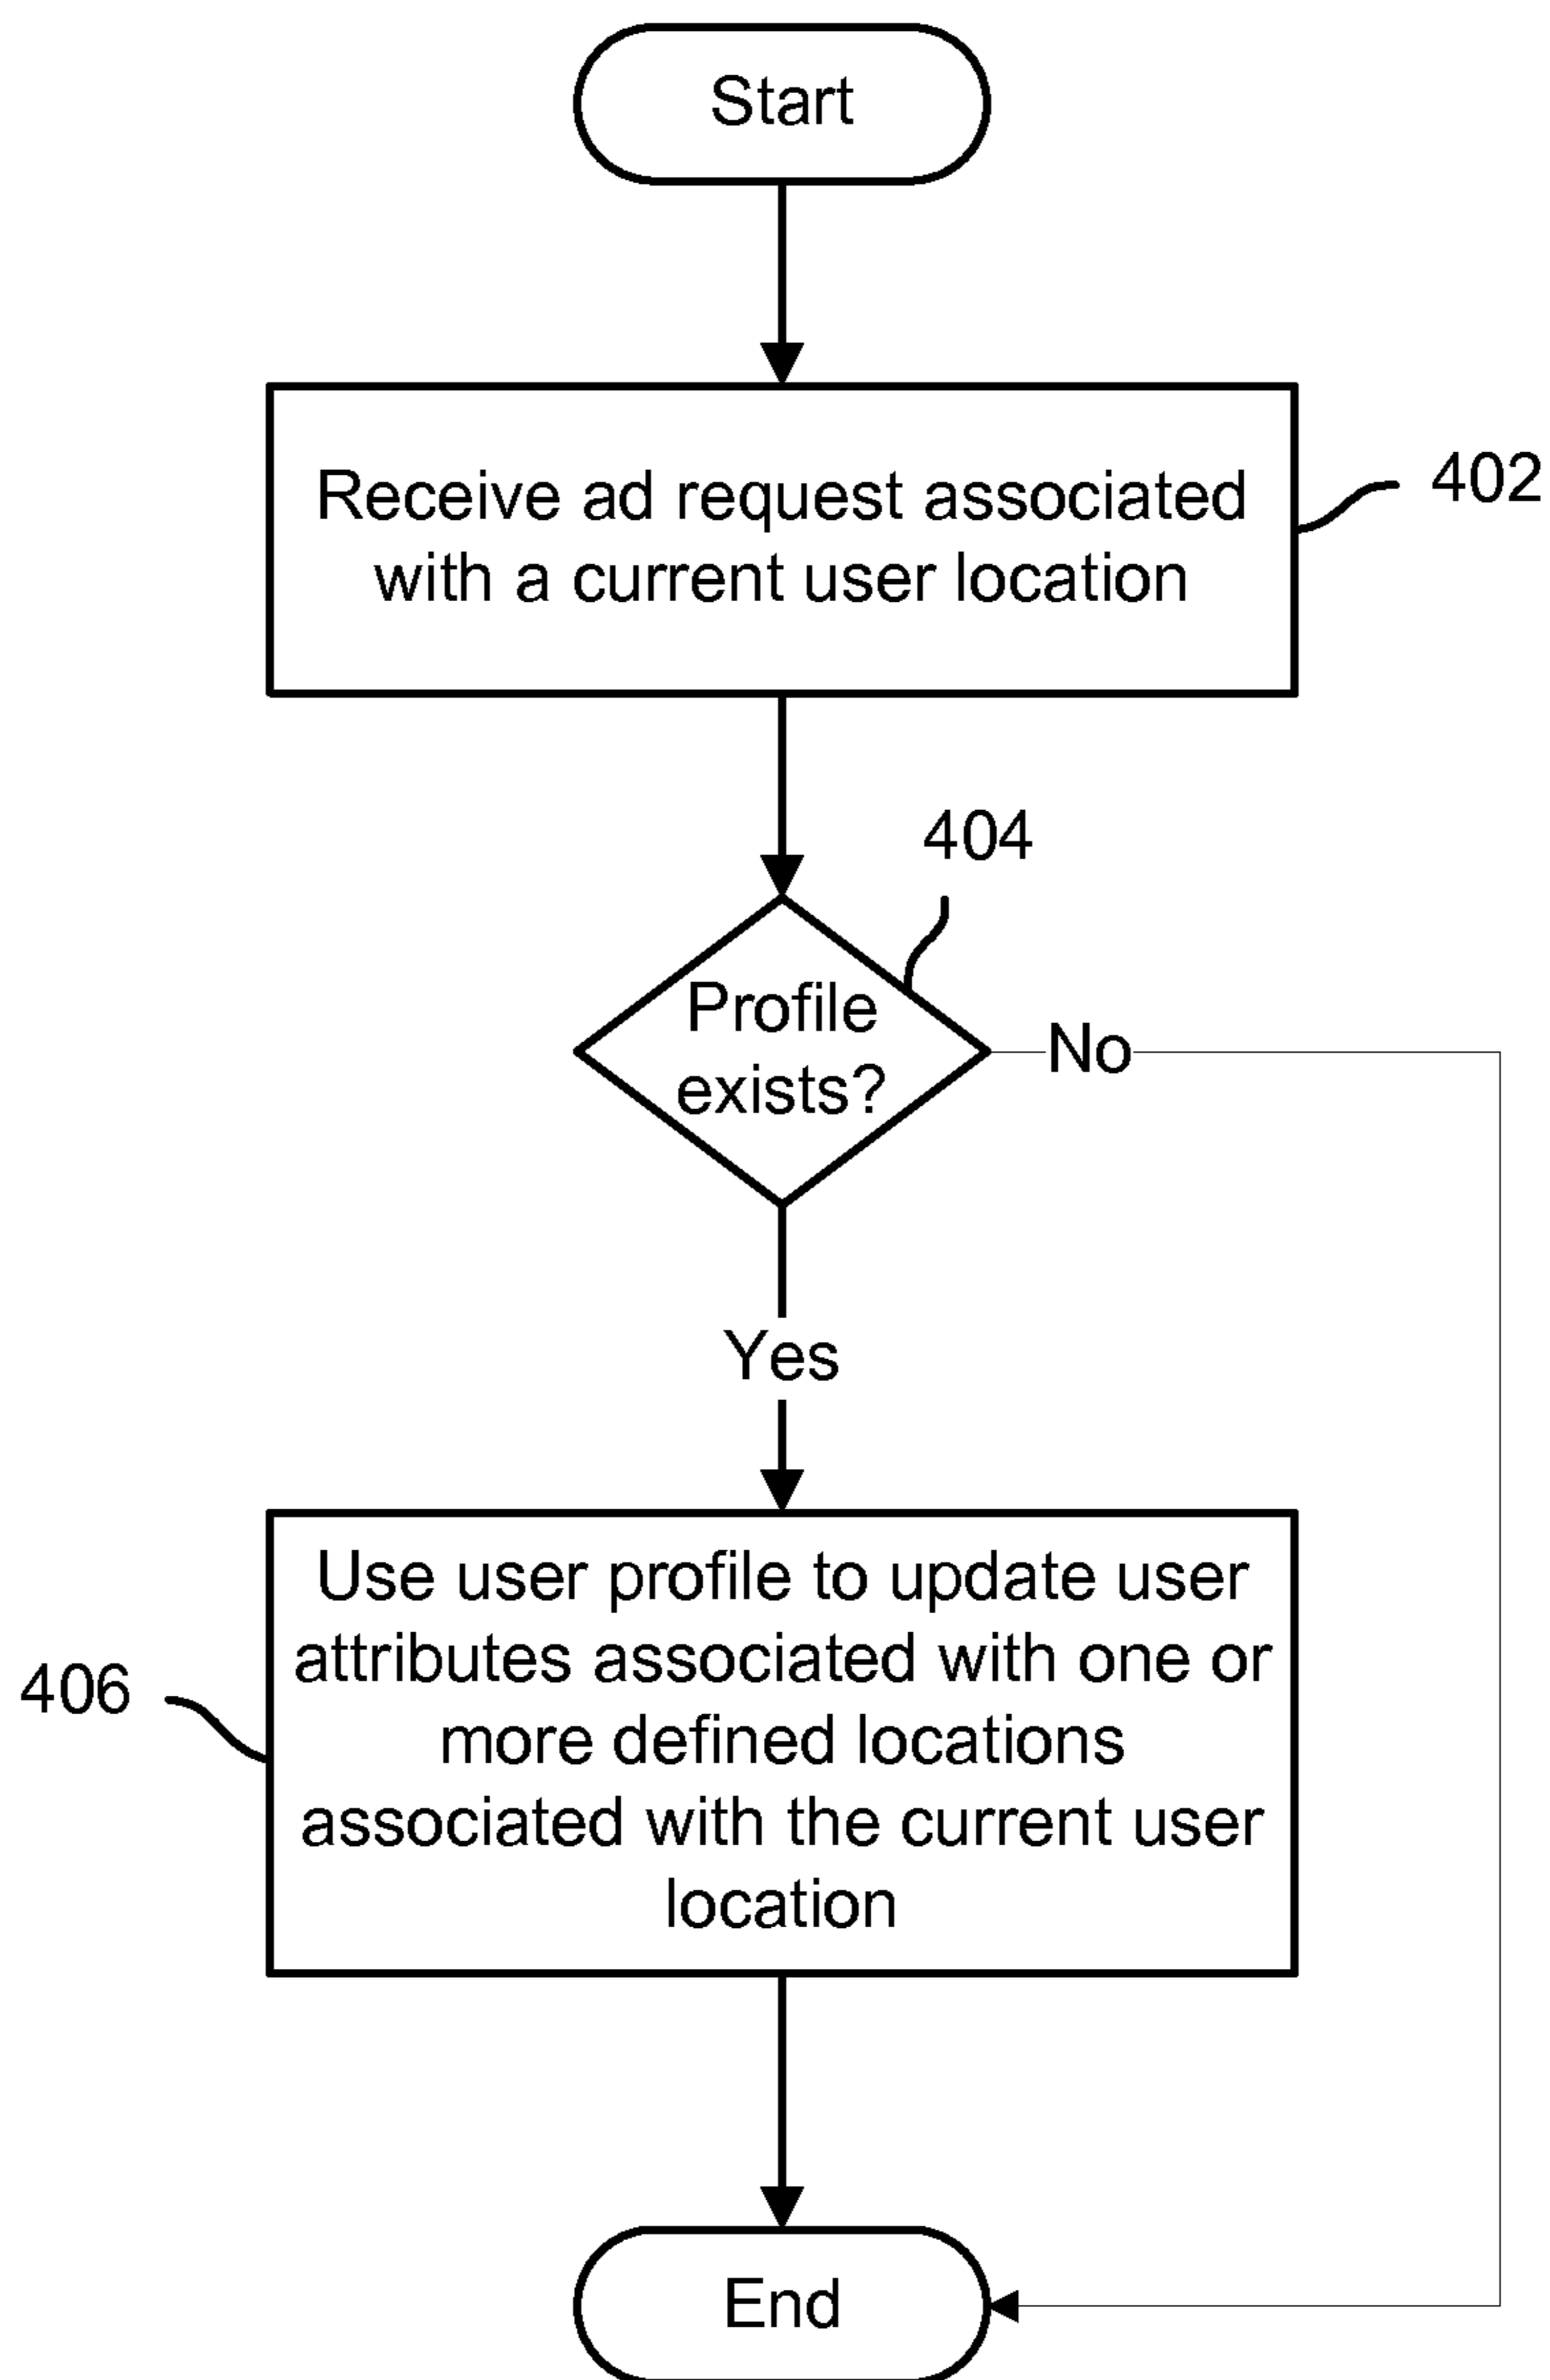 Start
Receive ad request associated
with a current user location
402
404
Profile
exists?
No
Yes
Use user profile to update user
attributes associated with one or
more defined locations
associated with the current user
location
406
End